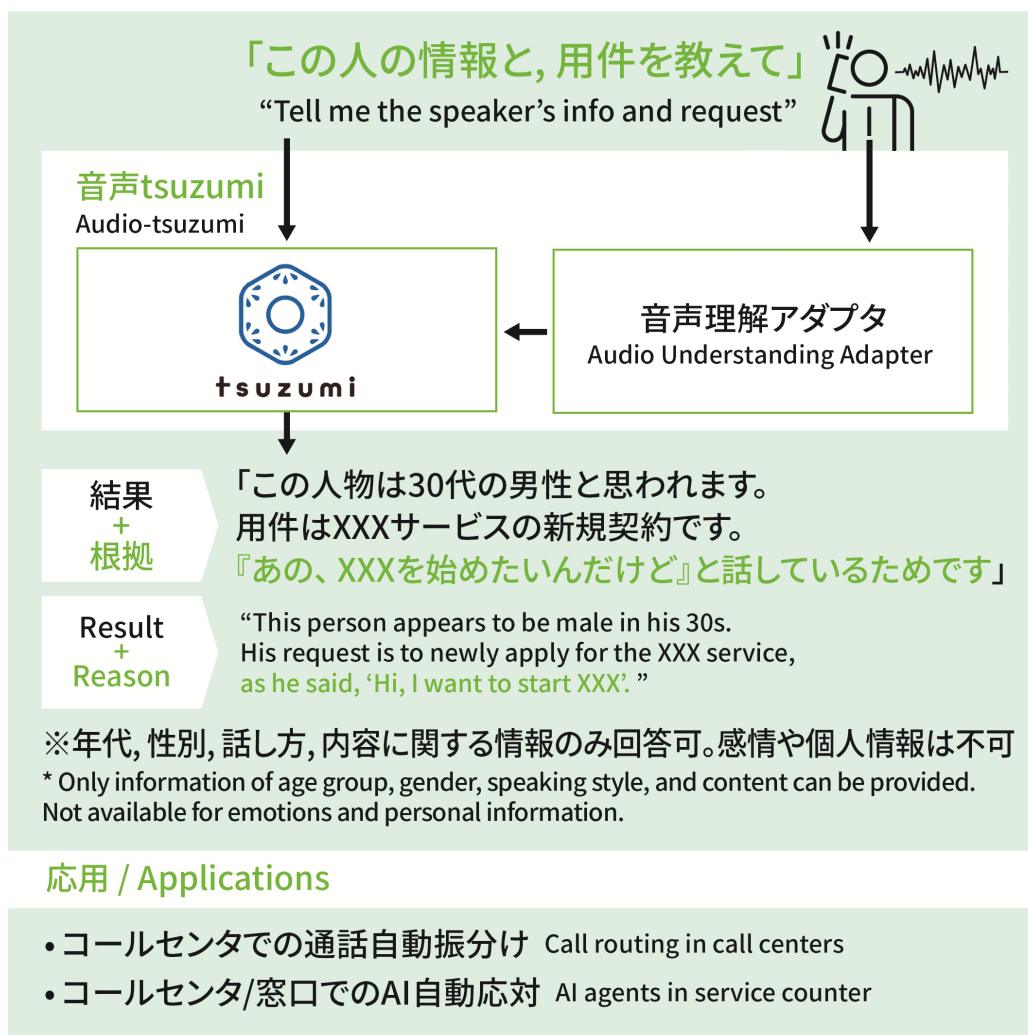 「この人の情報と, 用件を教えて」
“Tell me the speaker’s info and request”
音声tsuzumi
Audio-tsuzumi
tsuzumi
音声理解アダプタ
Audio Understanding Adapter
結果
+
根拠
「この人物は30代の男性と思われます。
用件はXXXサービスの新規契約です。
『あの、XXXを始めたいんだけど』と話しているためです」
Result
+
Reason
“This person appears to be male in his 30s.
His request is to newly apply for the XXX service,
as he said, ‘Hi, I want to start XXX’. ”
※年代, 性別, 話し方, 内容に関する情報のみ回答可。感情や個人情報は不可
* Only information of age group, gender, speaking style, and content can be provided.
Not available for emotions and personal information.
応用 / Applications
• コールセンタでの通話自動振分け Call routing in call centers
• コールセンタ/窓口でのAI自動応対 AI agents in service counter